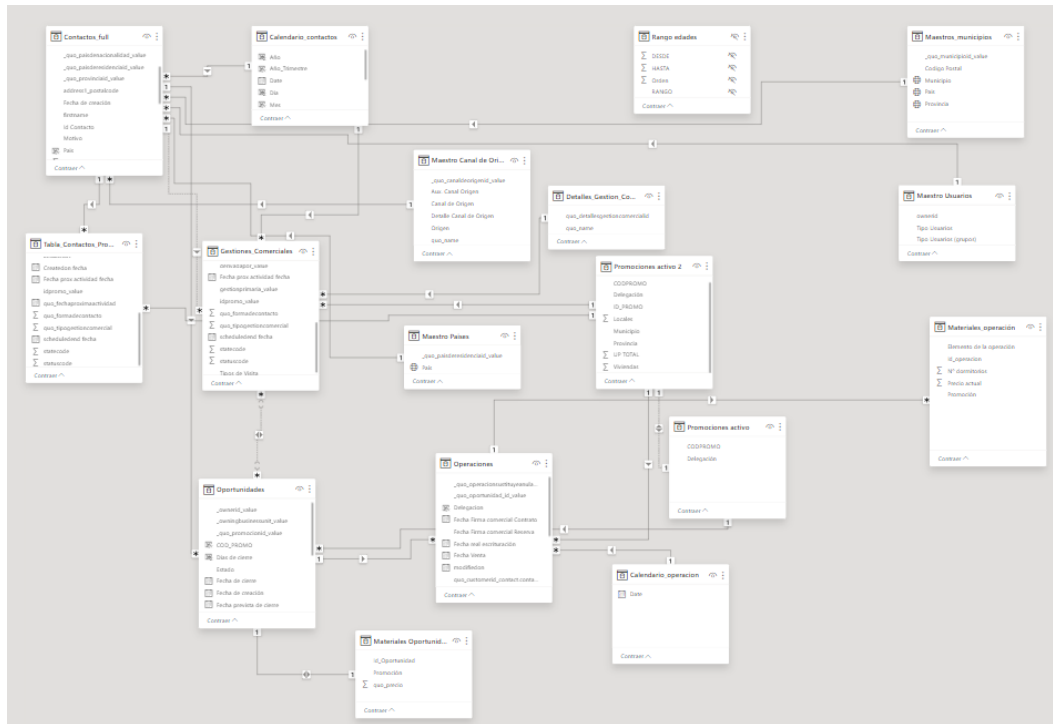 Contactos_full
_quo_paisdenacionalidad_value
_quo_paisderesidenciaid_value
_quo_provinciaid_value
address1_postalcode
Fecha de creación
firstname
Id Contacto
Motivo
Pais
Contraer
Calendario_contactos
Año
Año_Trimestre
Date
Dia
Mes
Contraer
Rango edades
DESDE
HASTA
Orden
RANGO
Contraer
Maestros_municipios
_quo_municipioid_value
Codigo Postal
Municipio
Pais
Provincia
Contraer
Maestro Canal de Ori...
_quo_canaldeorigenid_value
Aux. Canal Origen
Canal de Origen
Detalle Canal de Origen
Origen
quo_name
Contraer
Detalles_Gestion_Co...
quo_detallesgestioncomercialid
quo_name
Contraer
Maestro Usuarios
ownerid
Tipo Usuarios
Tipo Usuarios (grupos)
Contraer
Tabla_Contactos_Pro...
Createdon fecha
Fecha prox actividad fecha
idpromo_value
quo_fechaproximaactividad
quo_formadecontacto
quo_tipogestioncomercial
scheduledend fecha
statecode
statuscode
Contraer
Gestiones_Comerciales
Fecha prox actividad fecha
gestionprimaria_value
idpromo_value
quo_formadecontacto
quo_tipogestioncomercial
scheduledend fecha
statecode
statuscode
Tipos de Visita
Contraer
Promociones activo 2
CODPROMO
Delegación
ID_PROMO
Locales
Municipio
Provincia
UP TOTAL
Viviendas
Contraer
Maestro Paises
_quo_paisderesidenciaid_value
Pais
Contraer
Materiales_operación
Elemento de la operación
id_operacion
Nº dormitorios
Precio actual
Promoción
Contraer
Promociones activo
CODPROMO
Delegación
Contraer
Operaciones
_quo_oportunidad_id_value
Delegacion
Fecha Firma comercial Contrato
Fecha Firma comercial Reserva
Fecha real escrituración
Fecha Venta
modifiedon
Contraer
Oportunidades
_ownerid_value
_owningbusinessunit_value
_quo_promocionid_value
COD_PROMO
Dias de cierre
Estado
Fecha de cierre
Fecha de creación
Fecha prevista de cierre
Contraer
Calendario_operacion
Date
Contraer
Materiales Oportunid...
id_Oportunidad
Promoción
quo_precio
Contraer